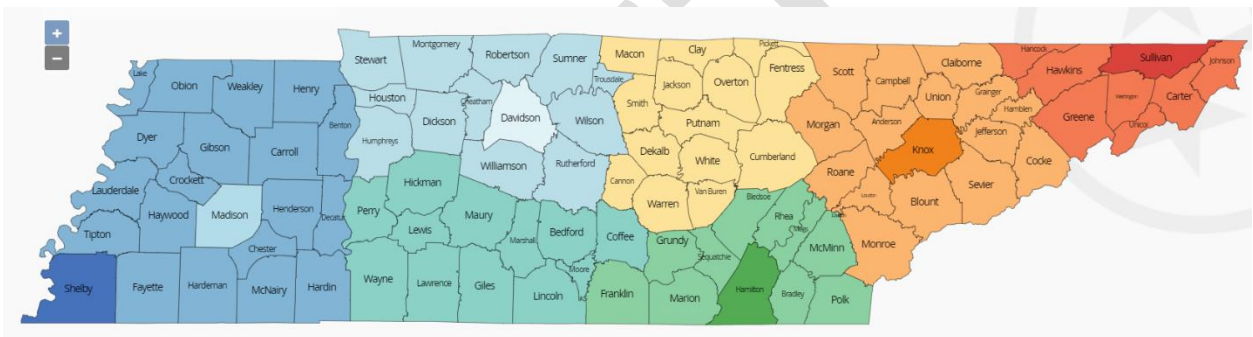 +
−
Lake
Obion
Weakley
Henry
Stewart
Montgomery
Robertson
Sumner
Macon
Clay
Pickett
Fentress
Scott
Campbell
Claiborne
Hancock
Hawkins
Sullivan
Johnson
Dyer
Gibson
Carroll
Benton
Houston
Humphreys
Dickson
Cheatham
Davidson
Wilson
Trousdale
Smith
Jackson
Overton
Putnam
Morgan
Anderson
Union
Grainger
Hamblen
Greene
Washington
Carter
Unicoi
Lauderdale
Crockett
Haywood
Madison
Henderson
Decatur
Williamson
Rutherford
Cannon
Dekalb
White
Cumberland
Van Buren
Warren
Roane
Knox
Jefferson
Cocke
Sevier
Blount
Loudon
Tipton
Chester
Perry
Hickman
Lewis
Maury
Marshall
Bedford
Coffee
Grundy
Sequatchie
Bledsoe
Rhea
Meigs
McMinn
Monroe
Shelby
Fayette
Hardeman
McNairy
Hardin
Wayne
Lawrence
Giles
Lincoln
Moore
Franklin
Marion
Hamilton
Bradley
Polk